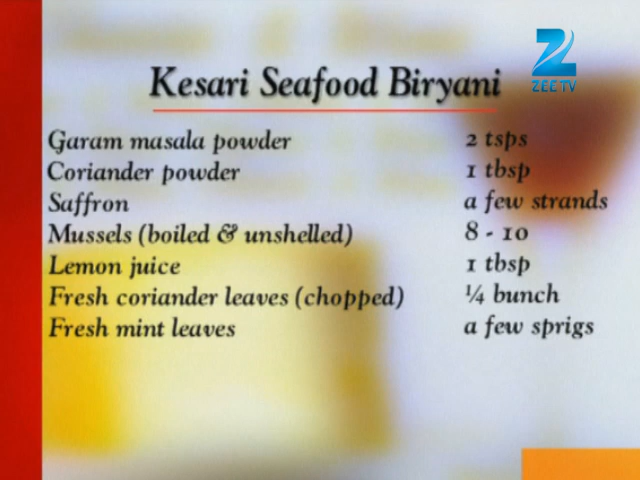 ZEE TV
Kesari Seafood Biryani
Garam masala powder 2 tsps
Coriander powder 1 tbsp
Saffron a few strands
Mussels (boiled & unshelled) 8 - 10
Lemon juice 1 tbsp
Fresh coriander leaves (chopped) ¼ bunch
Fresh mint leaves a few sprigs